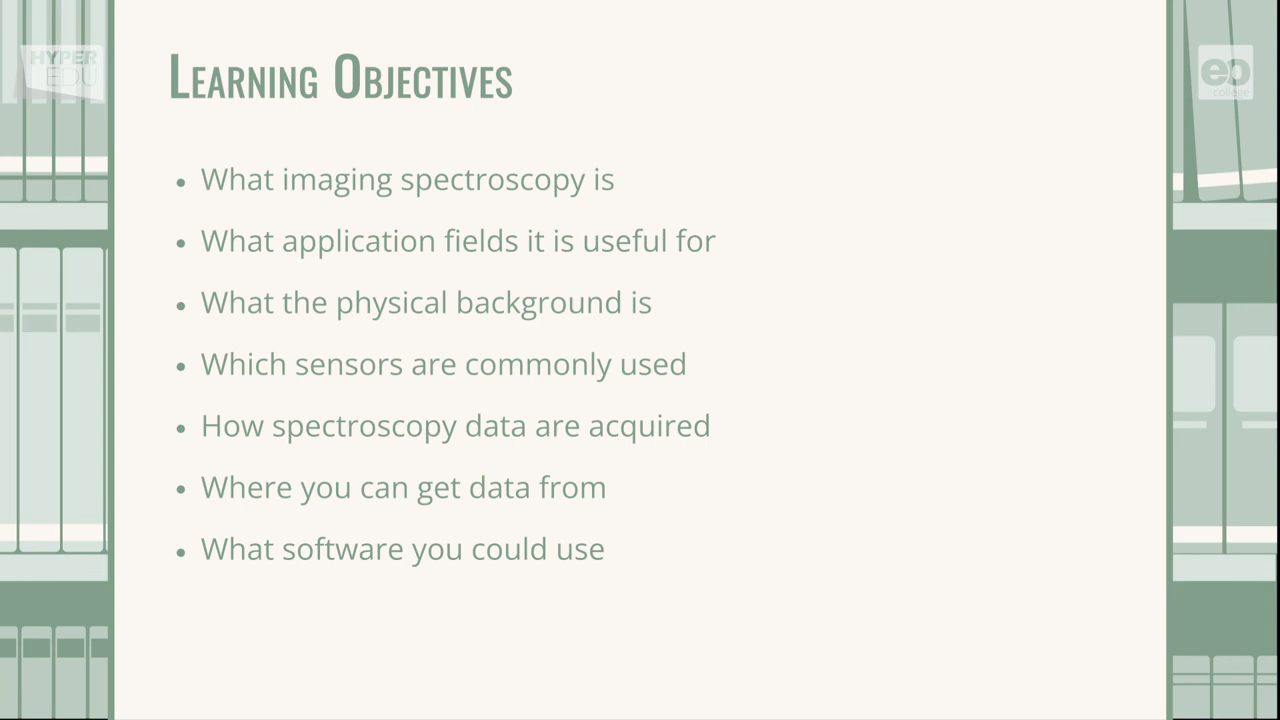 HYPER
EDU
eo
college
Learning Objectives
• What imaging spectroscopy is
• What application fields it is useful for
• What the physical background is
• Which sensors are commonly used
• How spectroscopy data are acquired
• Where you can get data from
• What software you could use